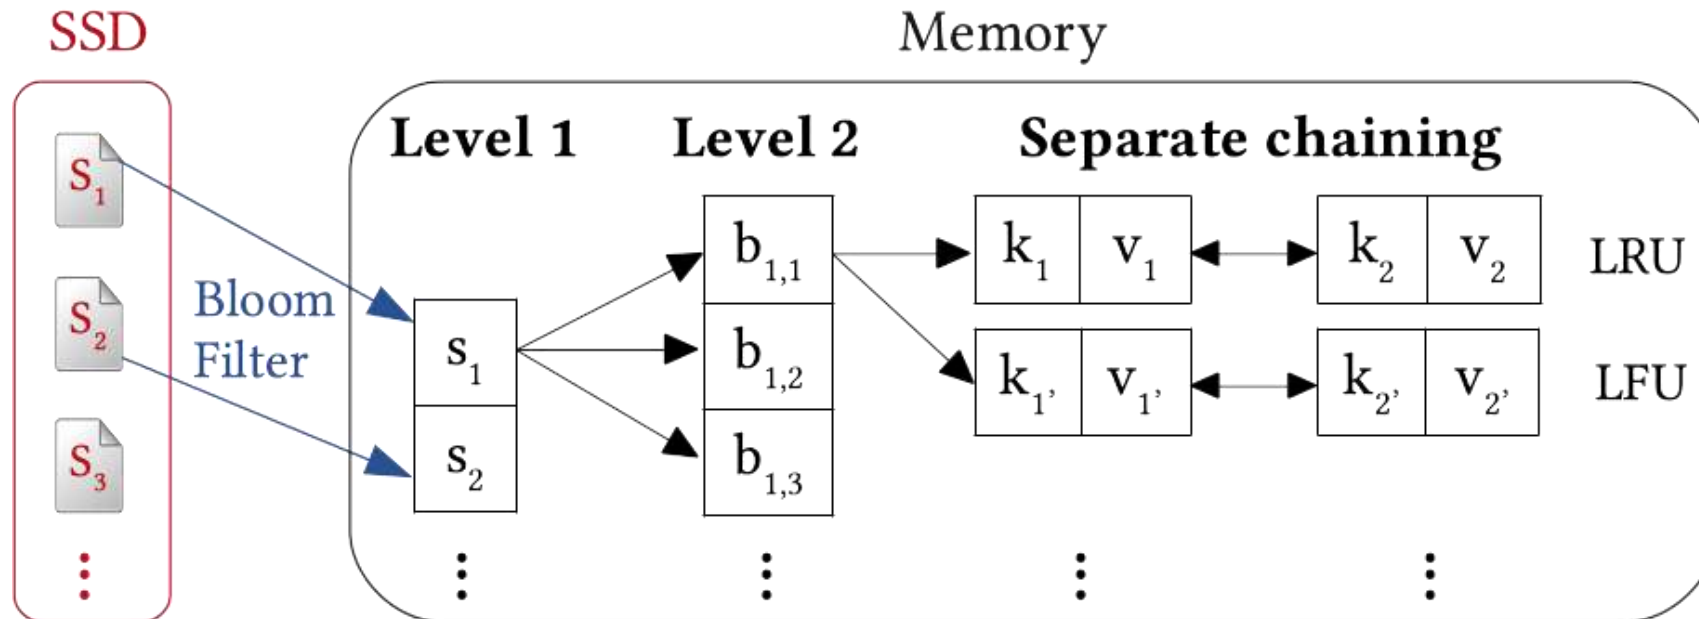 SSD
Memory
Level 1 Level 2 Separate chaining
S₁
S₂
S₃
⋮
Bloom
Filter
s₁
s₂
⋮
b₁,₁
b₁,₂
b₁,₃
⋮
k₁ v₁ k₂ v₂ LRU
k₁’ v₁’ k₂’ v₂’ LFU
⋮ ⋮